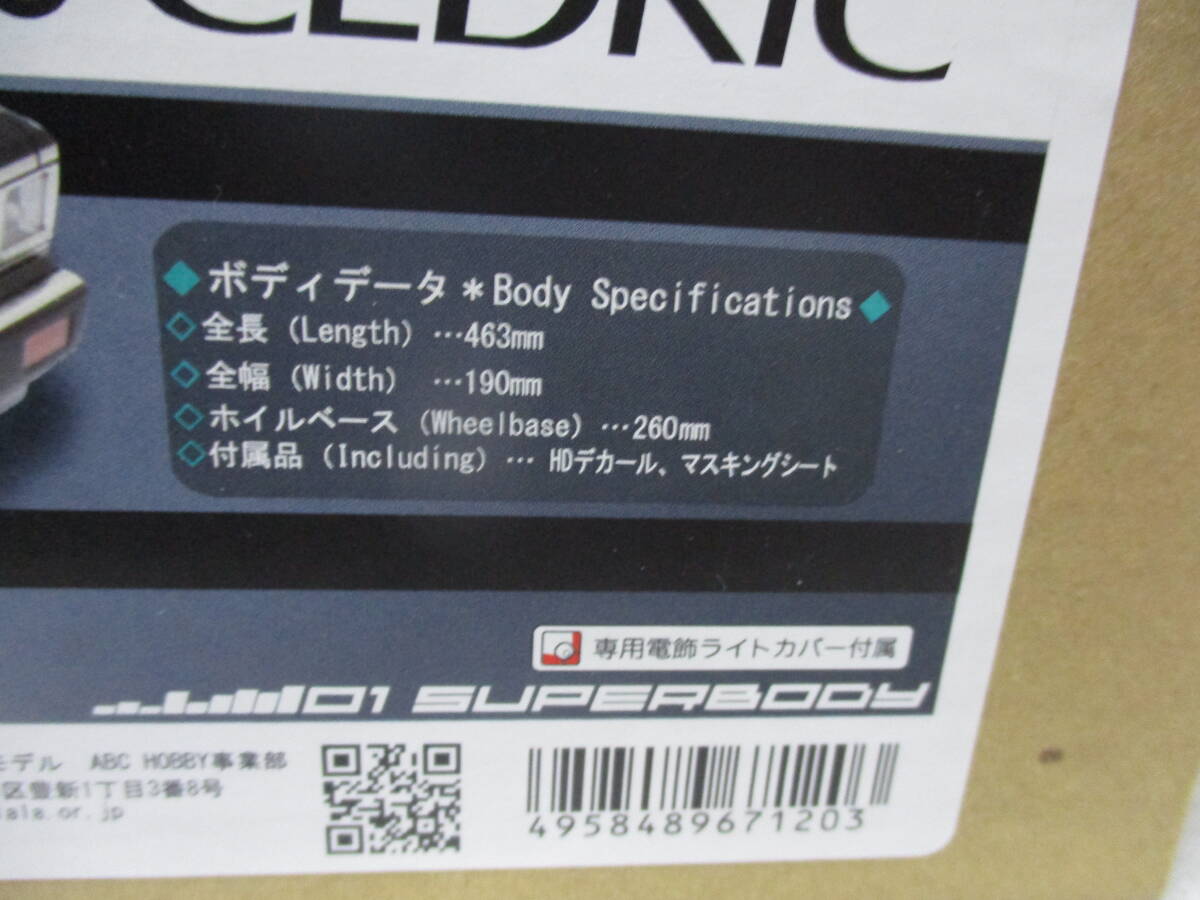 CEDRIC
◆ボディデータ＊Body Specifications◆
◇全長 (Length) …463mm
◇全幅 (Width) …190mm
◇ホイルベース (Wheelbase) …260mm
◇付属品 (Including) … HDデカール、マスキングシート
専用電飾ライトカバー付属
01 SUPERBODY
モデル ABC HOBBY事業部
区豊新1丁目3番8号
ala.or.jp
4958489671203